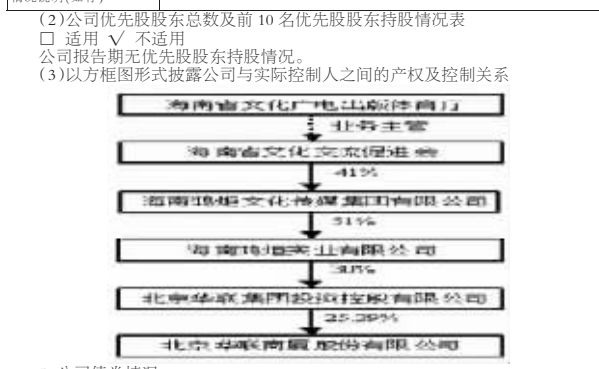 (2)公司优先股股东总数及前 10 名优先股股东持股情况表
□ 适用 √ 不适用
公司报告期无优先股股东持股情况。
(3)以方框图形式披露公司与实际控制人之间的产权及控制关系
海南省文化广电出版体育厅
业务主管
海南省文化交流促进会
41%
海南 文化传媒集团有限公司
51%
海南 实业有限公司
30%
北京华联集团投资控股有限公司
25.29%
北京华联商厦股份有限公司